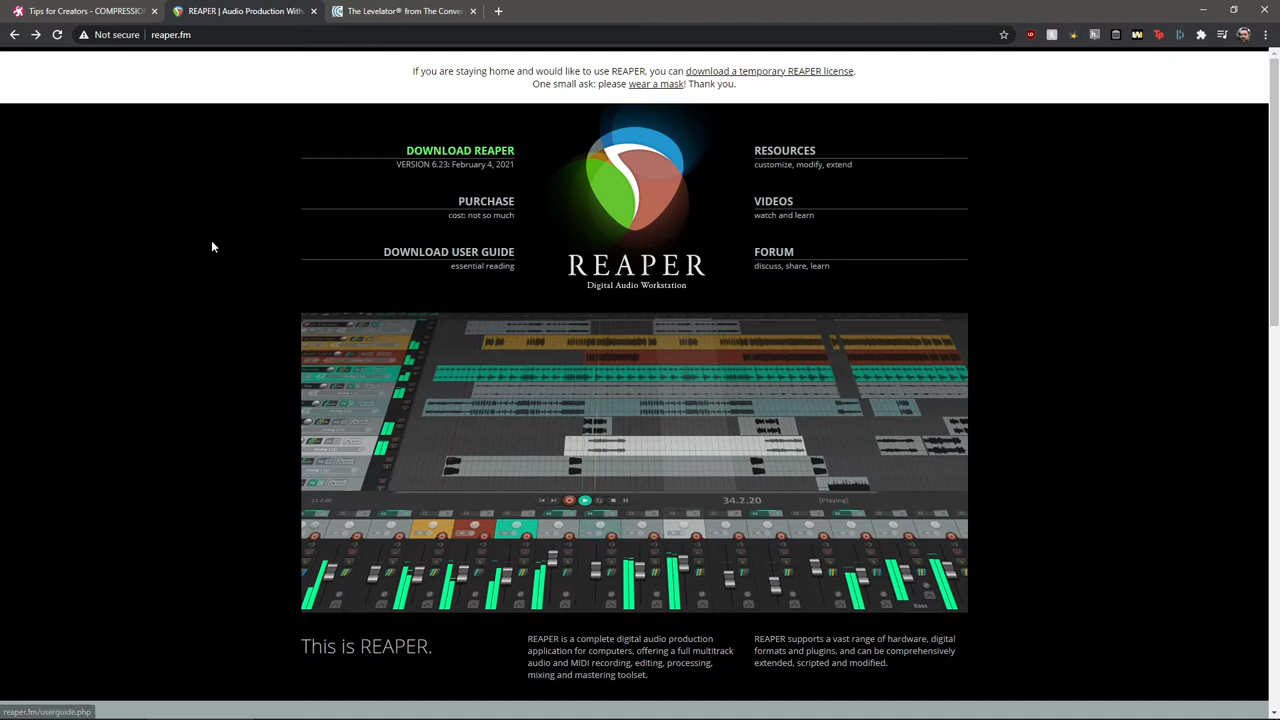 Tips for Creators - COMPRESSIO
REAPER | Audio Production With
The Levelator® from The Conver
Not secure | reaper.fm
If you are staying home and would like to use REAPER, you can download a temporary REAPER license.
One small ask: please wear a mask! Thank you.
DOWNLOAD REAPER
VERSION 6.23: February 4, 2021
PURCHASE
cost: not so much
DOWNLOAD USER GUIDE
essential reading
REAPER
Digital Audio Workstation
RESOURCES
customize, modify, extend
VIDEOS
watch and learn
FORUM
discuss, share, learn
34.2.20
[Playing]
Bass
This is REAPER.
REAPER is a complete digital audio production
application for computers, offering a full multitrack
audio and MIDI recording, editing, processing,
mixing and mastering toolset.
REAPER supports a vast range of hardware, digital
formats and plugins, and can be comprehensively
extended, scripted and modified.
reaper.fm/userguide.php